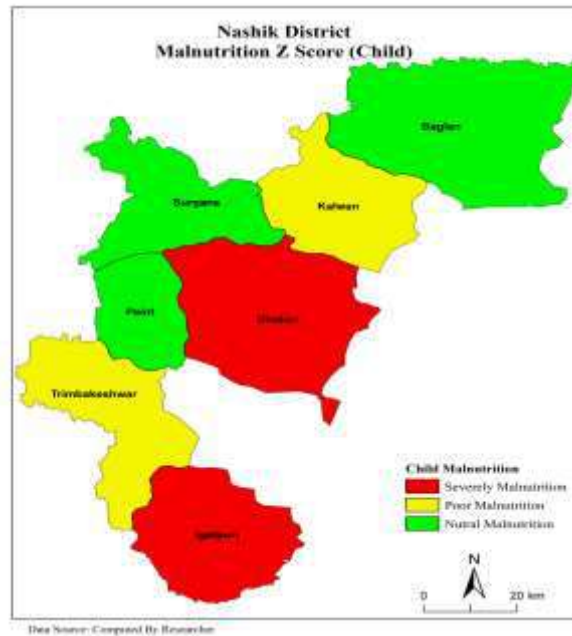 Nashik District
Malnutrition Z Score (Child)
Baglan
Surgana
Kalwan
Peint
Trimbakeshwar
Child Malnutrition
Severely Malnutrition
Poor Malnutrition
Nutral Malnutrition
N
0 20 km
Data Source: Computed By Researcher